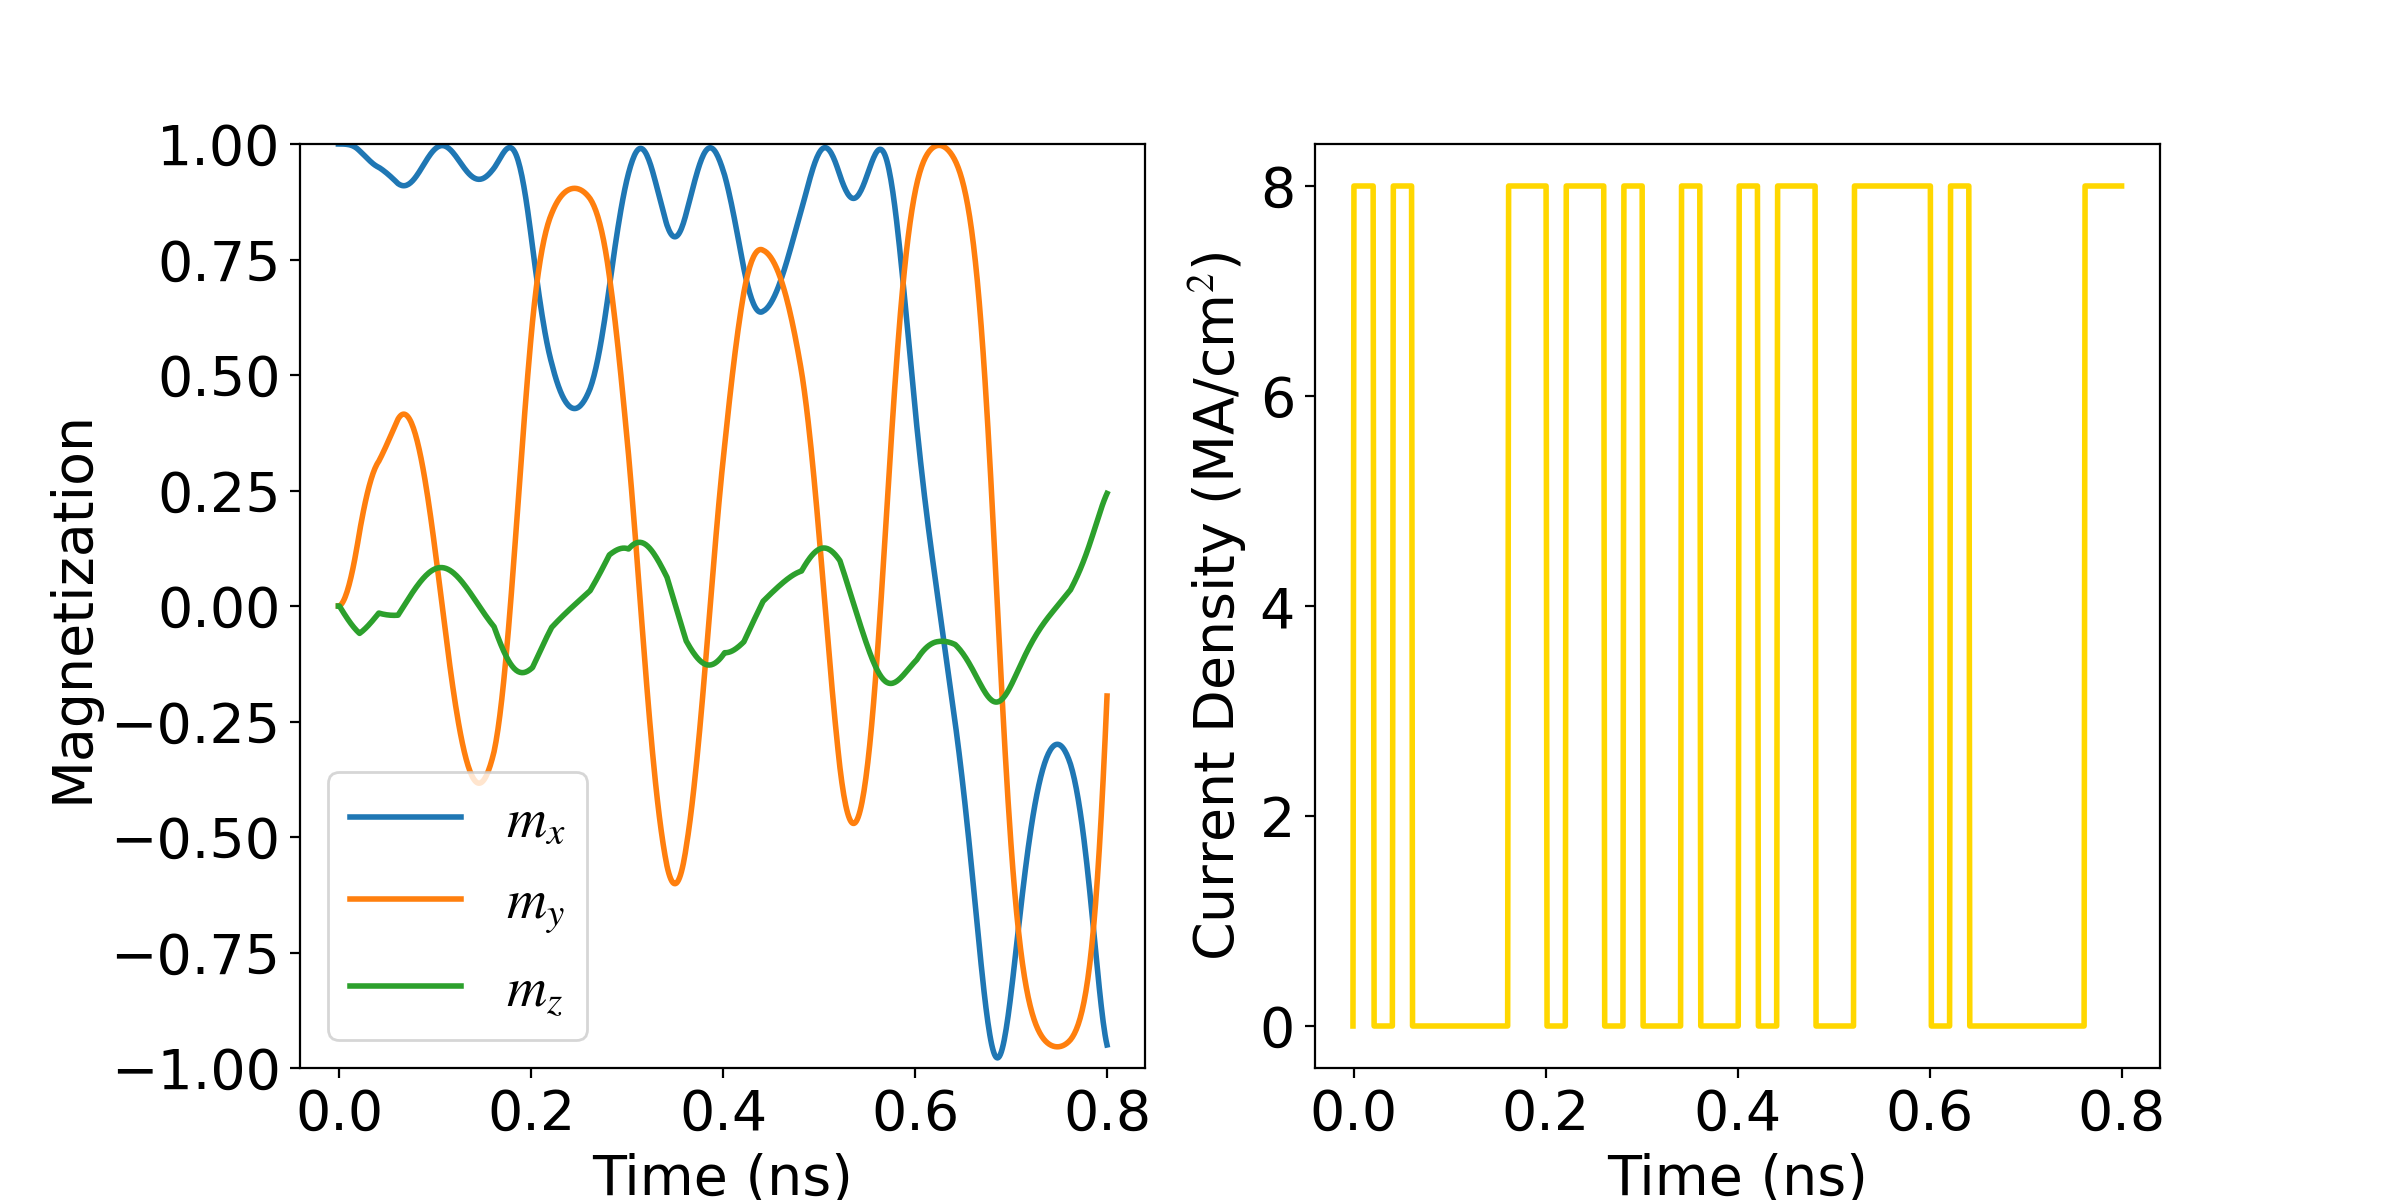 1.00
0.75
0.50
0.25
0.00
−0.25
−0.50
−0.75
−1.00
Magnetization
m_x
m_y
m_z
0.0 0.2 0.4 0.6 0.8
Time (ns)
8
6
4
2
0
Current Density (MA/cm²)
0.0 0.2 0.4 0.6 0.8
Time (ns)